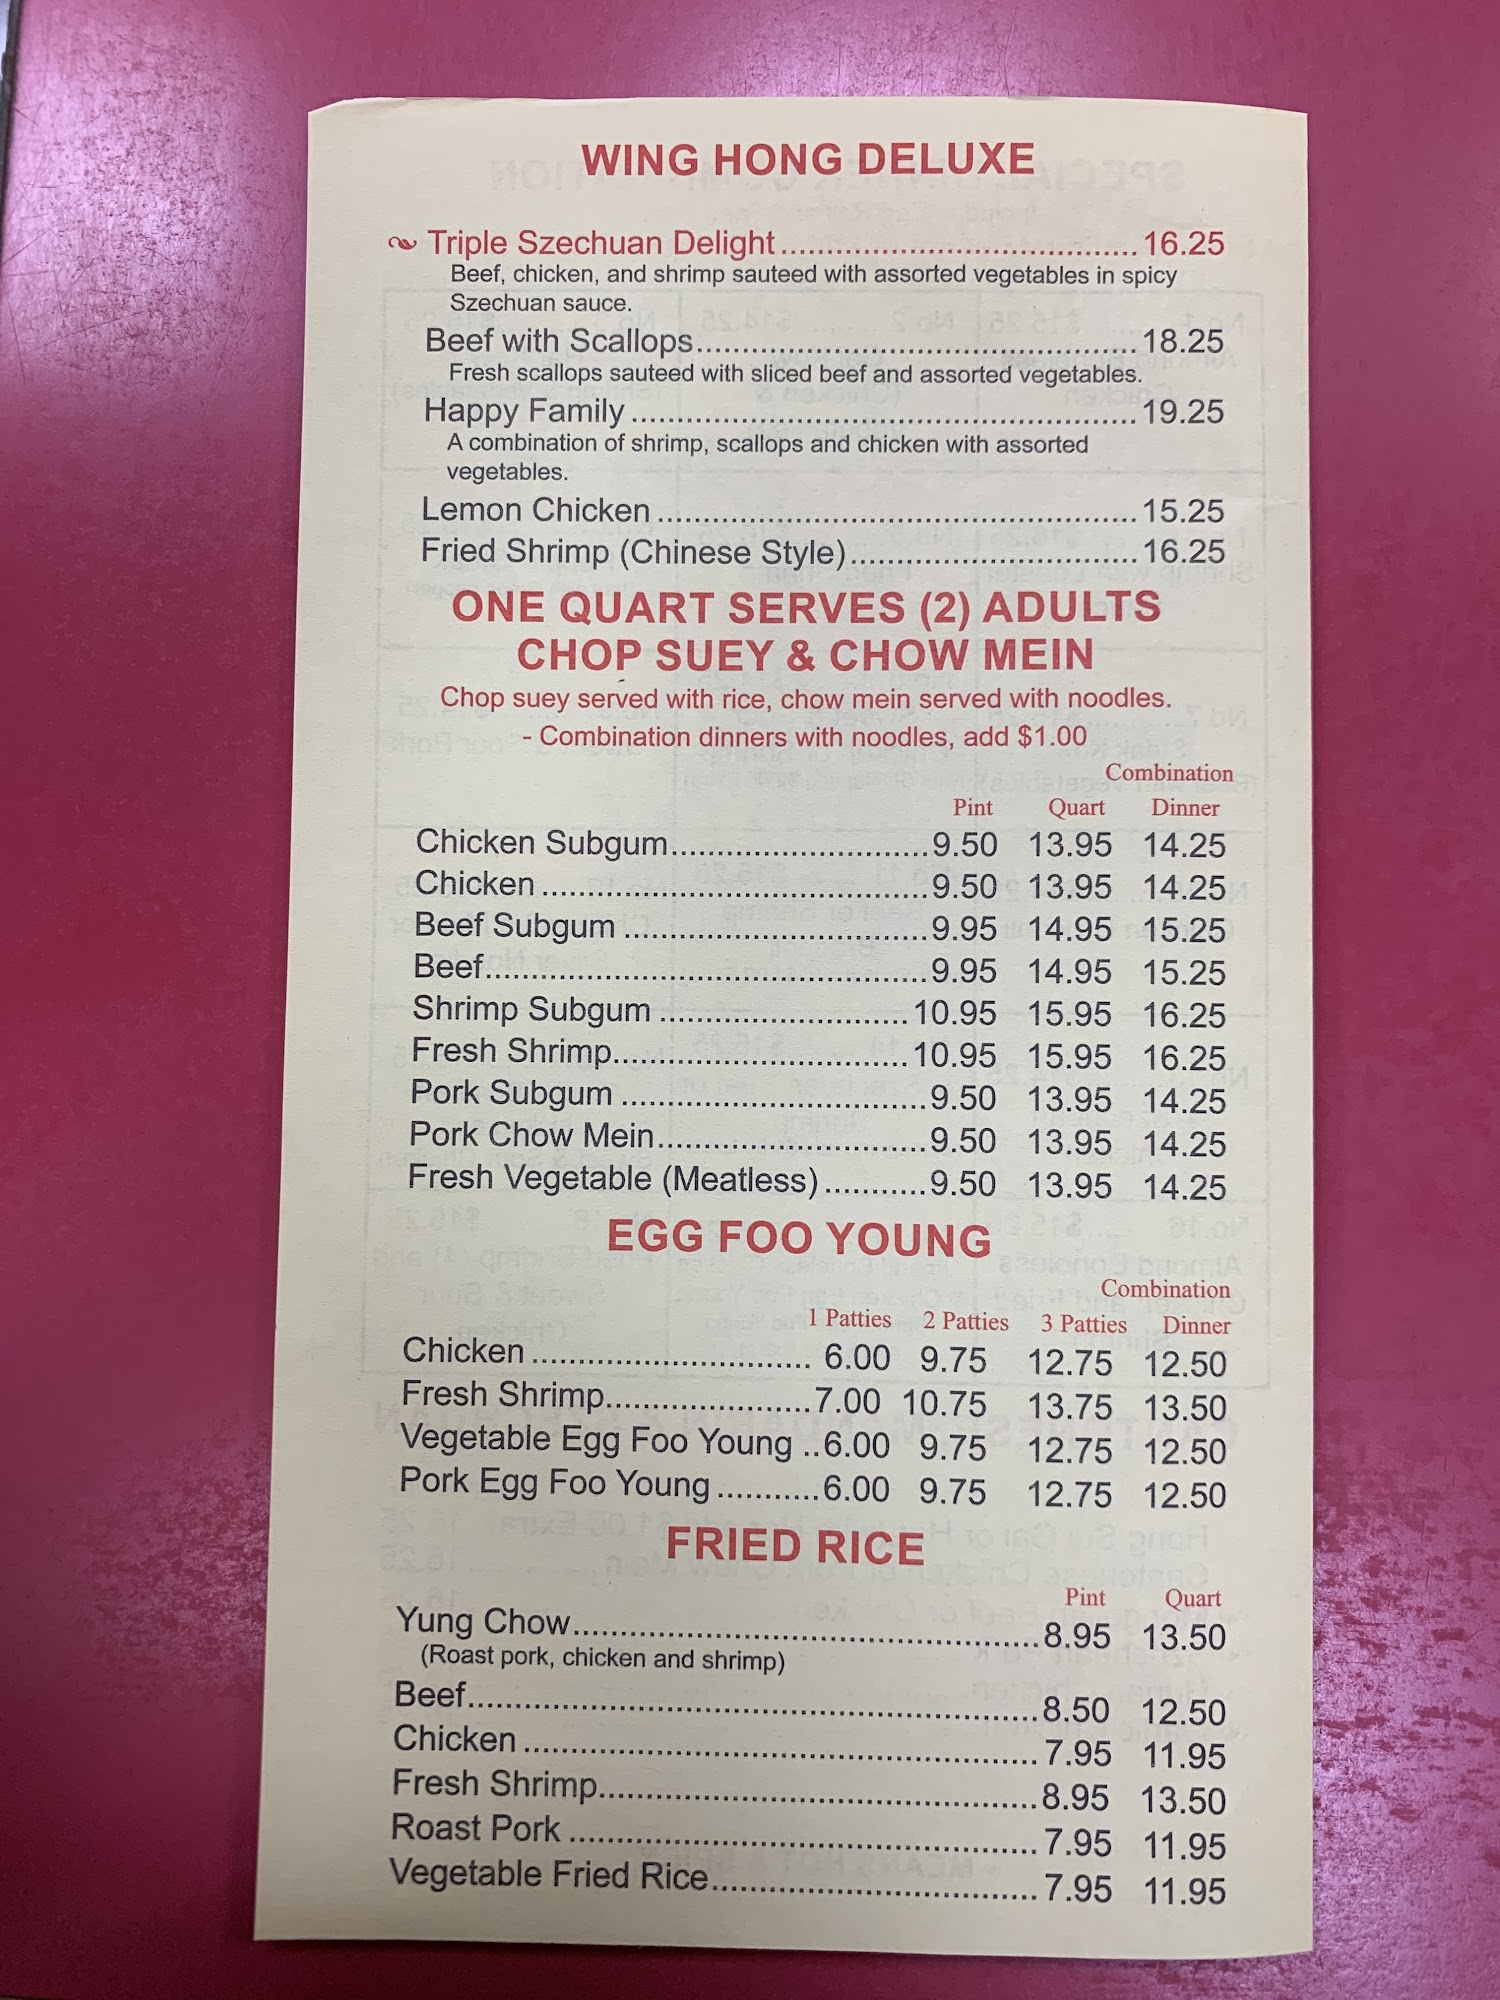 WING HONG DELUXE
Triple Szechuan Delight........................................ 16.25
Beef, chicken, and shrimp sauteed with assorted vegetables in spicy
Szechuan sauce.
Beef with Scallops................................................. 18.25
Fresh scallops sauteed with sliced beef and assorted vegetables.
Happy Family ........................................................ 19.25
A combination of shrimp, scallops and chicken with assorted
vegetables.
Lemon Chicken ..................................................... 15.25
Fried Shrimp (Chinese Style)................................ 16.25
ONE QUART SERVES (2) ADULTS
CHOP SUEY & CHOW MEIN
Chop suey served with rice, chow mein served with noodles.
- Combination dinners with noodles, add $1.00
Combination
Pint Quart Dinner
Chicken Subgum............................9.50 13.95 14.25
Chicken ..........................................9.50 13.95 14.25
Beef Subgum .................................9.95 14.95 15.25
Beef................................................9.95 14.95 15.25
Shrimp Subgum ...........................10.95 15.95 16.25
Fresh Shrimp................................10.95 15.95 16.25
Pork Subgum .................................9.50 13.95 14.25
Pork Chow Mein.............................9.50 13.95 14.25
Fresh Vegetable (Meatless) ...........9.50 13.95 14.25
EGG FOO YOUNG
Combination
1 Patties 2 Patties 3 Patties Dinner
Chicken .............................. 6.00 9.75 12.75 12.50
Fresh Shrimp......................7.00 10.75 13.75 13.50
Vegetable Egg Foo Young ..6.00 9.75 12.75 12.50
Pork Egg Foo Young ...........6.00 9.75 12.75 12.50
FRIED RICE
Pint Quart
Yung Chow..................................................8.95 13.50
(Roast pork, chicken and shrimp)
Beef.............................................................8.50 12.50
Chicken .......................................................7.95 11.95
Fresh Shrimp...............................................8.95 13.50
Roast Pork ..................................................7.95 11.95
Vegetable Fried Rice................................... 7.95 11.95